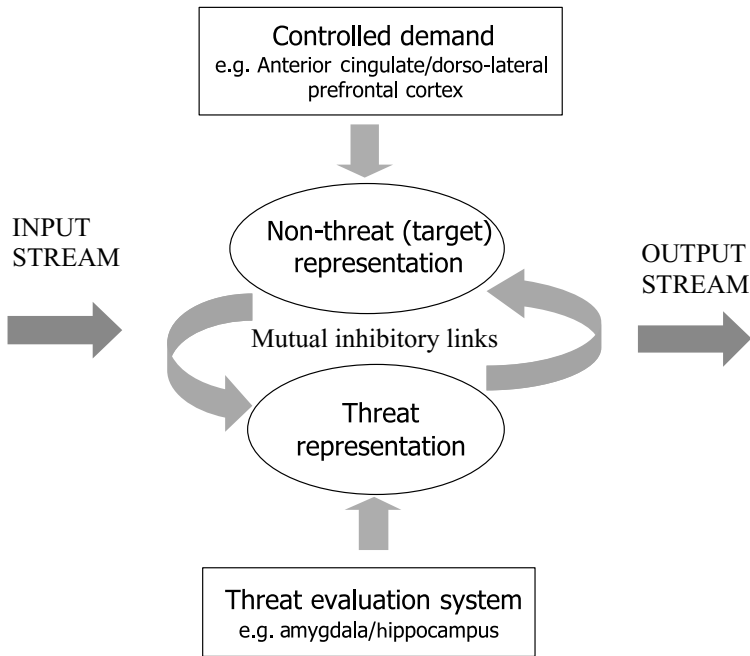 Controlled demand
e.g. Anterior cingulate/dorso-lateral
prefrontal cortex
INPUT
STREAM
Non-threat (target)
representation
OUTPUT
STREAM
Mutual inhibitory links
Threat
representation
Threat evaluation system
e.g. amygdala/hippocampus